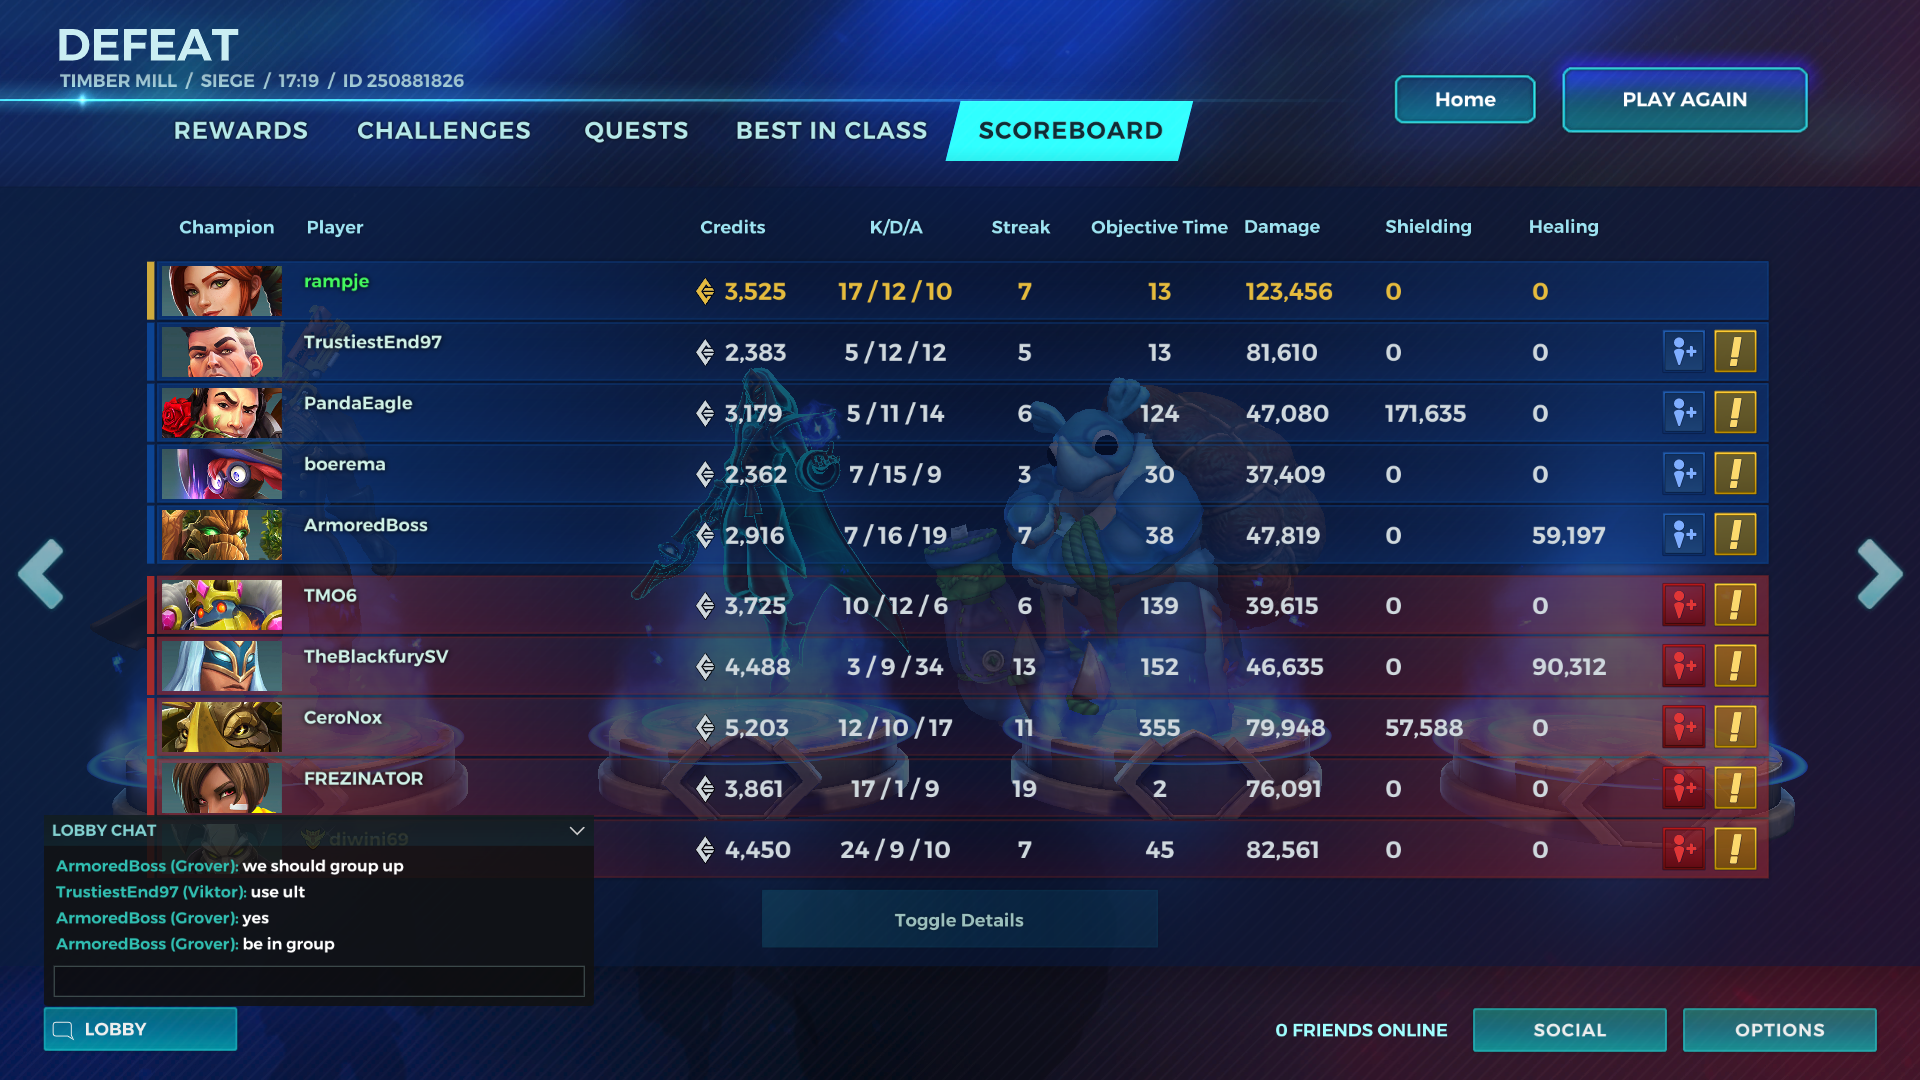 DEFEAT
TIMBER MILL / SIEGE / 17:19 / ID 250881826
Home
PLAY AGAIN
REWARDS CHALLENGES QUESTS BEST IN CLASS SCOREBOARD
Champion Player Credits K/D/A Streak Objective Time Damage Shielding Healing
rampje 3,525 17 / 12 / 10 7 13 123,456 0 0
TrustiestEnd97 2,383 5 / 12 / 12 5 13 81,610 0 0
PandaEagle 3,179 5 / 11 / 14 6 124 47,080 171,635 0
boerema 2,362 7 / 15 / 9 3 30 37,409 0 0
ArmoredBoss 2,916 7 / 16 / 19 7 38 47,819 0 59,197
TMO6 3,725 10 / 12 / 6 6 139 39,615 0 0
TheBlackfurySV 4,488 3 / 9 / 34 13 152 46,635 0 90,312
CeroNox 5,203 12 / 10 / 17 11 355 79,948 57,588 0
FREZINATOR 3,861 17 / 1 / 9 19 2 76,091 0 0
diwini69 4,450 24 / 9 / 10 7 45 82,561 0 0
LOBBY CHAT
ArmoredBoss (Grover): we should group up
TrustiestEnd97 (Viktor): use ult
ArmoredBoss (Grover): yes
ArmoredBoss (Grover): be in group
Toggle Details
LOBBY
0 FRIENDS ONLINE
SOCIAL
OPTIONS